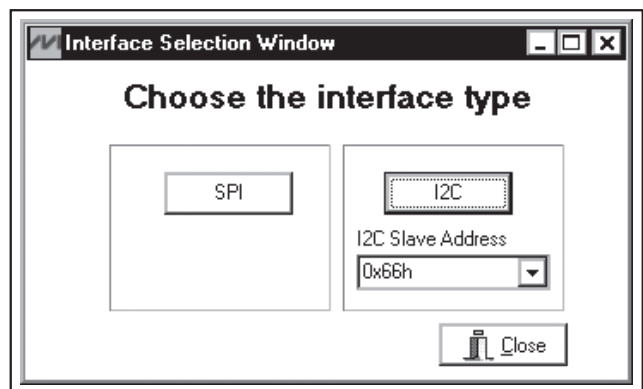 Interface Selection Window
Choose the interface type
SPI
I2C
I2C Slave Address
0x66h
Close